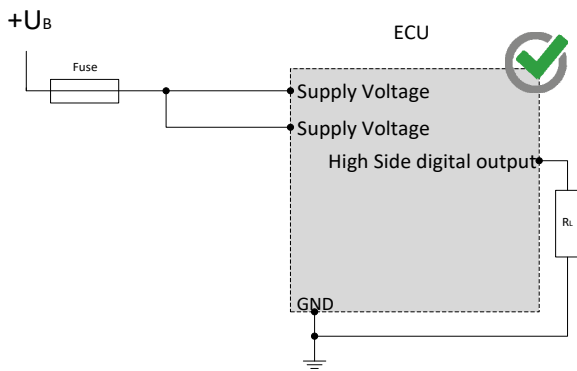 +UB
ECU
Fuse
Supply Voltage
Supply Voltage
High Side digital output
RL
GND